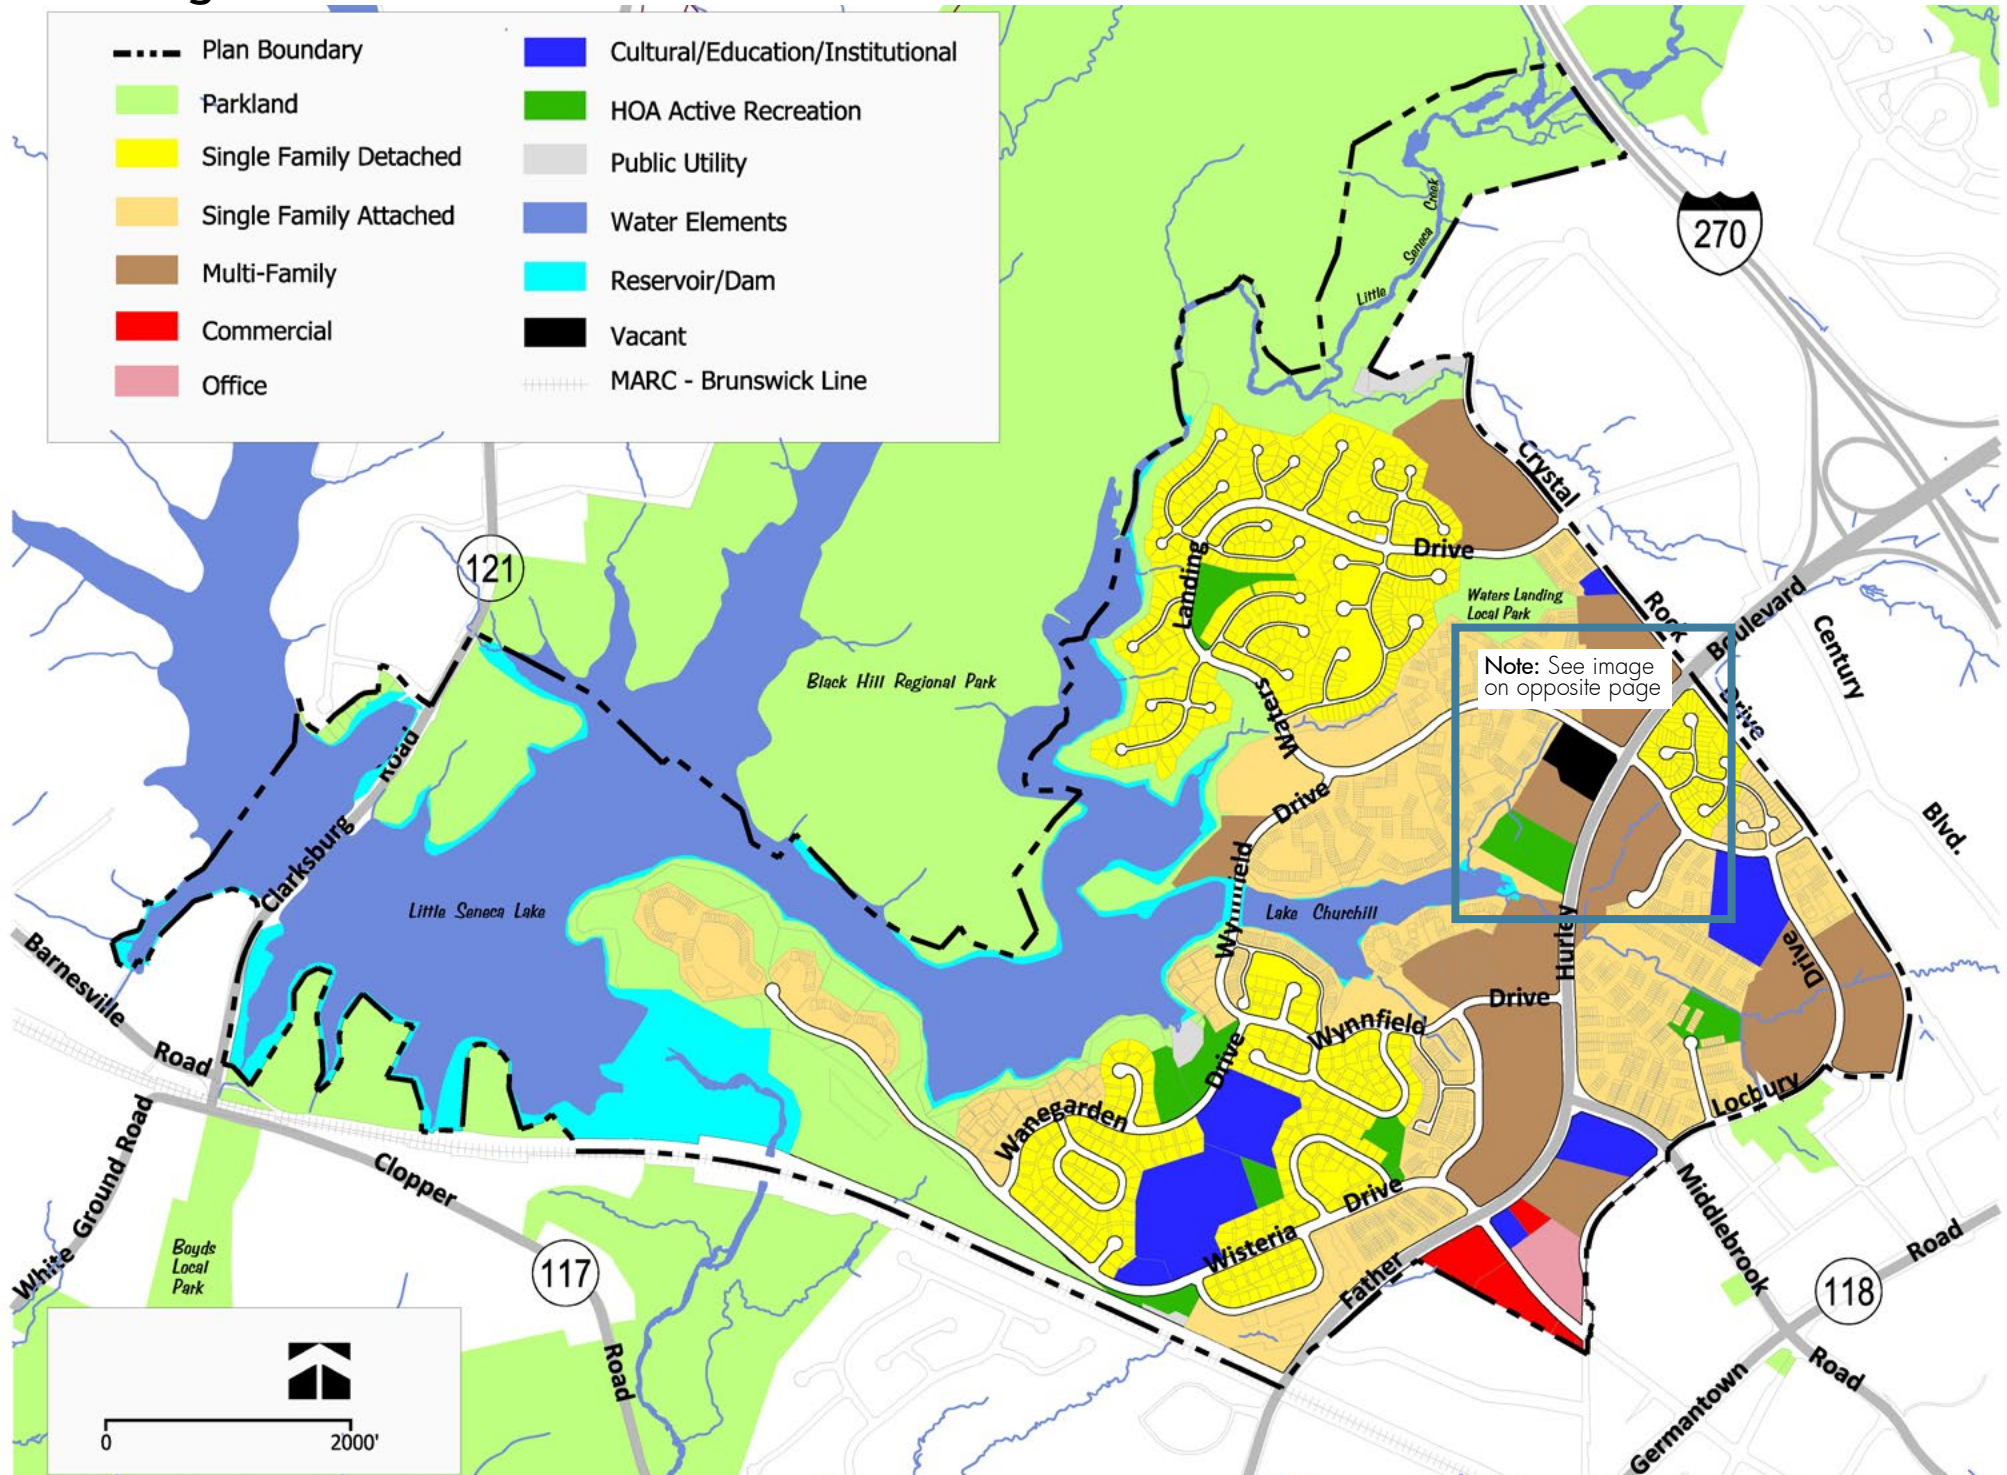 Plan Boundary
Parkland
Single Family Detached
Single Family Attached
Multi-Family
Commercial
Office
Cultural/Education/Institutional
HOA Active Recreation
Public Utility
Water Elements
Reservoir/Dam
Vacant
MARC - Brunswick Line
270
Little Seneca Creek
Crystal
Rock
Drive
Boulevard
Century
Blvd.
Landing
Drive
Waters Landing
Local Park
Note: See image
on opposite page
121
Black Hill Regional Park
Waters
Drive
Wynnfield
Road
Clarksburg
Little Seneca Lake
Lake Churchill
Hurley
Drive
Drive
Wynnfield
Drive
Barnesville
Road
Wanegarden
Locbury
White Ground Road
Clopper
Middlebrook
Drive
Wisteria
Father
Boyds
Local
Park
117
Road
118
Road
Road
Germantown
0 2000'